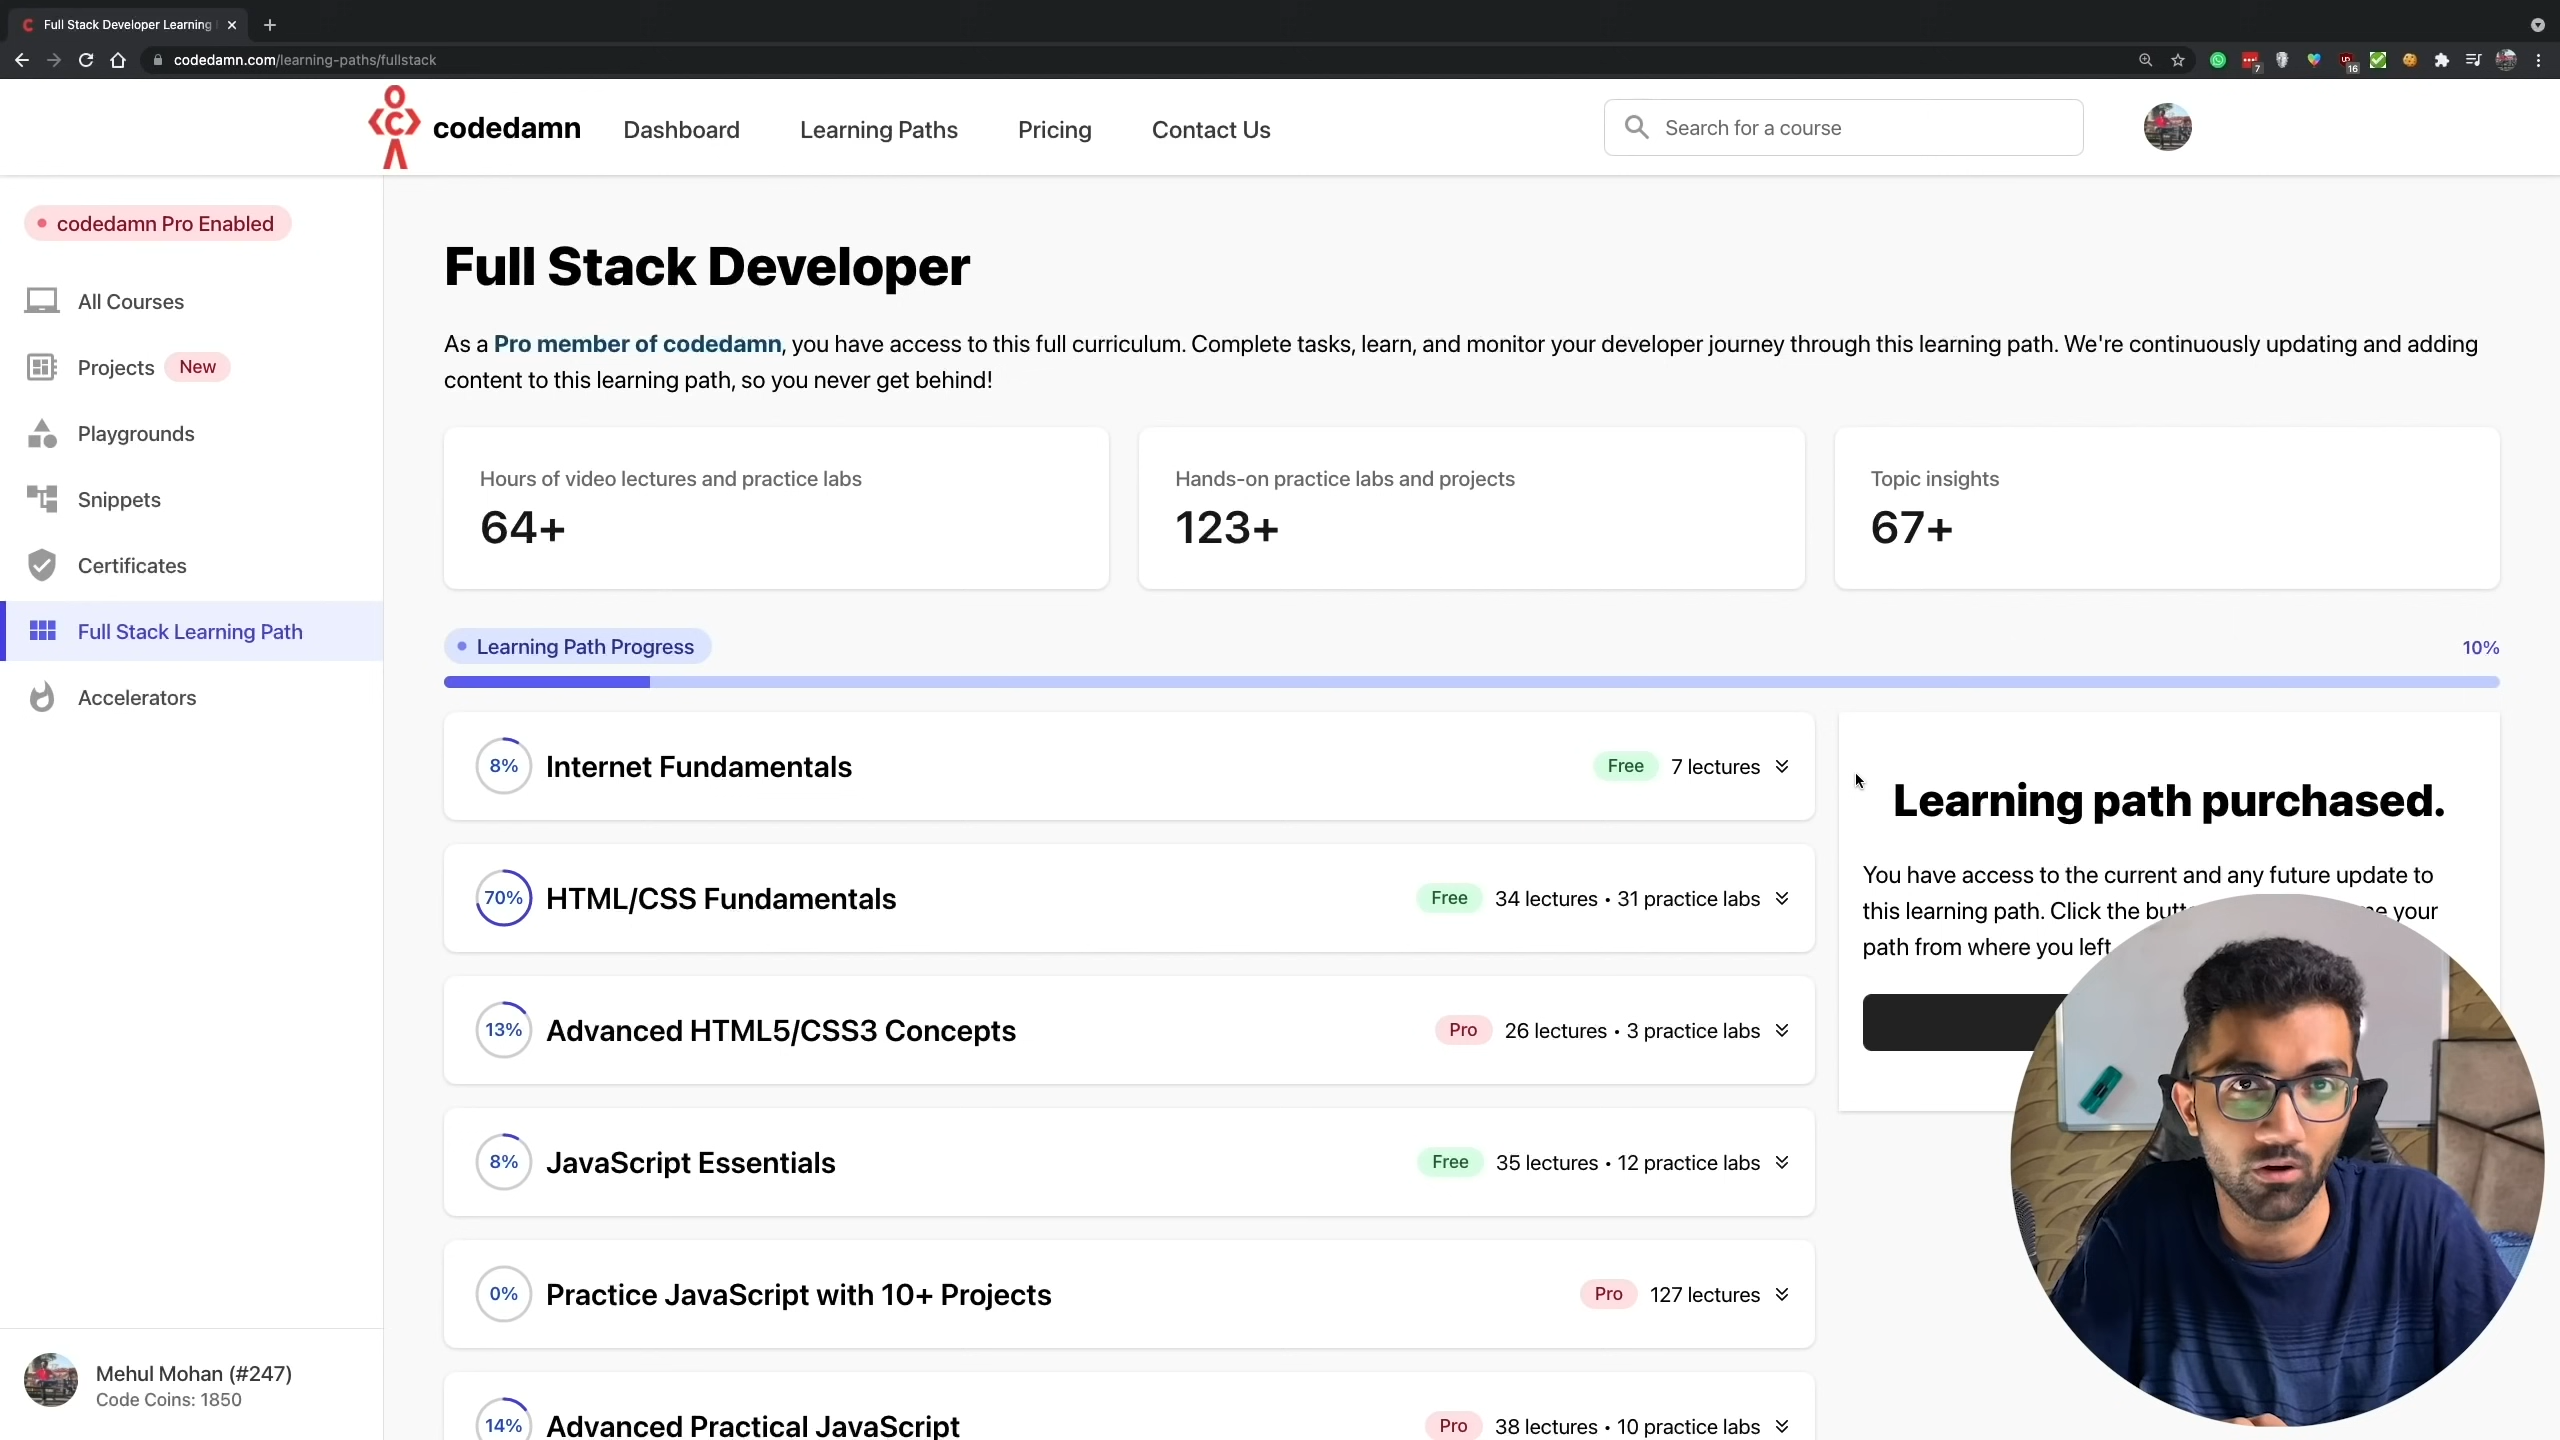 Full Stack Developer Learning
codedamn.com/learning-paths/fullstack
7
16
codedamn
Dashboard
Learning Paths
Pricing
Contact Us
Search for a course
codedamn Pro Enabled
All Courses
Projects New
Playgrounds
Snippets
Certificates
Full Stack Learning Path
Accelerators
Mehul Mohan (#247)
Code Coins: 1850
Full Stack Developer
As a Pro member of codedamn, you have access to this full curriculum. Complete tasks, learn, and monitor your developer journey through this learning path. We're continuously updating and adding
content to this learning path, so you never get behind!
Hours of video lectures and practice labs
64+
Hands-on practice labs and projects
123+
Topic insights
67+
Learning Path Progress
10%
8% Internet Fundamentals Free 7 lectures
70% HTML/CSS Fundamentals Free 34 lectures • 31 practice labs
13% Advanced HTML5/CSS3 Concepts Pro 26 lectures • 3 practice labs
8% JavaScript Essentials Free 35 lectures • 12 practice labs
0% Practice JavaScript with 10+ Projects Pro 127 lectures
14% Advanced Practical JavaScript Pro 38 lectures • 10 practice labs
Learning path purchased.
You have access to the current and any future update to
this learning path. Click the your
path from where you left